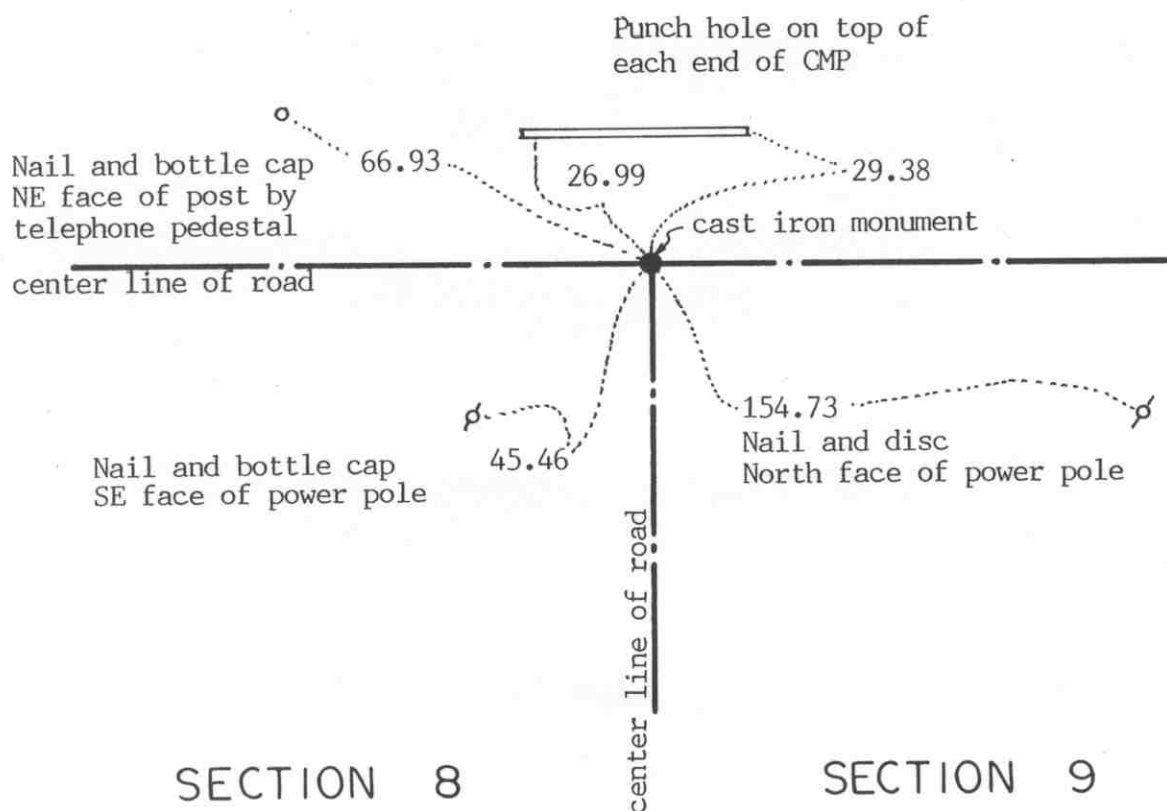 Punch hole on top of
each end of CMP
Nail and bottle cap
NE face of post by
telephone pedestal
66.93
26.99
29.38
cast iron monument
center line of road
154.73
Nail and disc
North face of power pole
45.46
Nail and bottle cap
SE face of power pole
center line of road
SECTION 8
SECTION 9